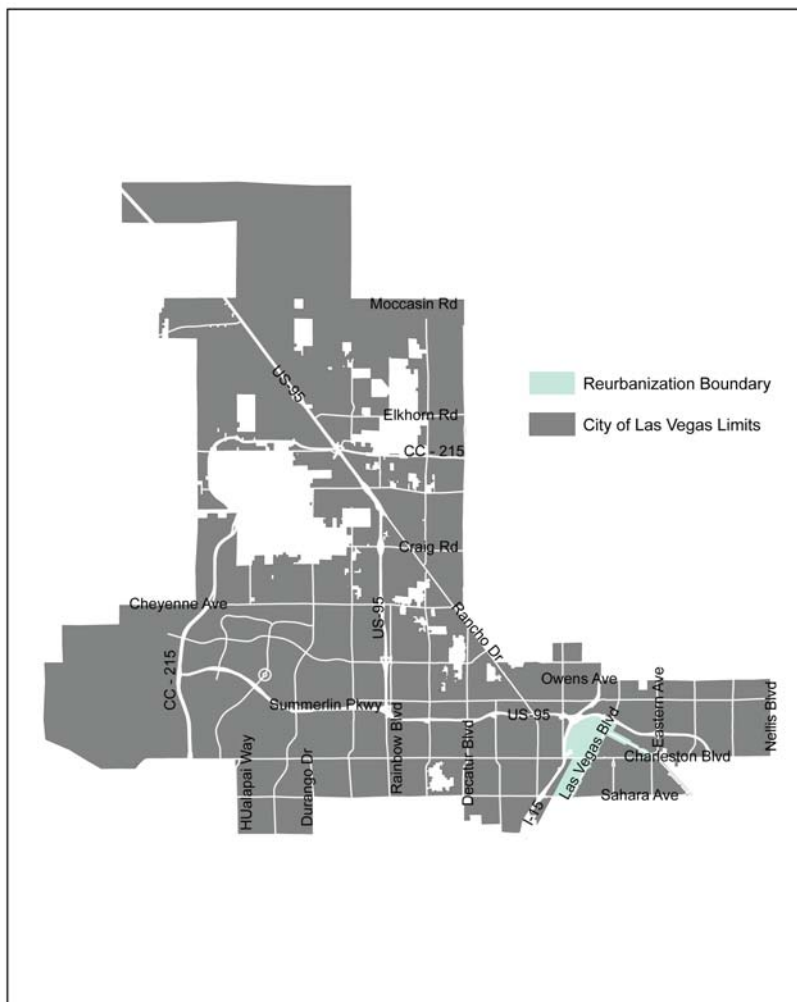 Moccasin Rd
US-95
Reurbanization Boundary
Elkhorn Rd
City of Las Vegas Limits
CC - 215
Craig Rd
Cheyenne Ave
US-95
Rancho Dr
CC - 215
Owens Ave
Eastern Ave
Nellis Blvd
Summerlin Pkwy
Rainbow Blvd
US-95
Decatur Blvd
Las Vegas Blvd
Charleston Blvd
HUalapai Way
Durango Dr
I-15
Sahara Ave